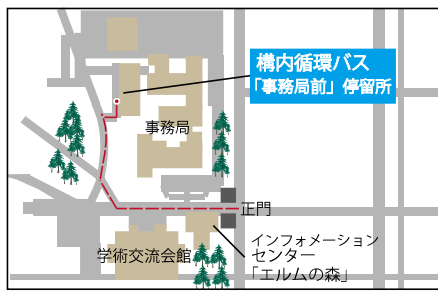 構内循環バス
「事務局前」停留所
事務局
正門
インフォメーション
センター
「エルムの森」
学術交流会館